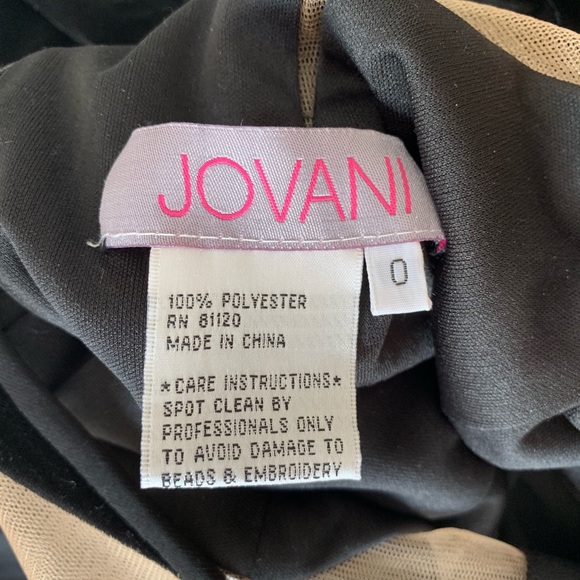 JOVANI
0
100% POLYESTER
RN 81120
MADE IN CHINA
*CARE INSTRUCTIONS*
SPOT CLEAN BY
PROFESSIONALS ONLY
TO AVOID DAMAGE TO
BEADS & EMBROIDERY